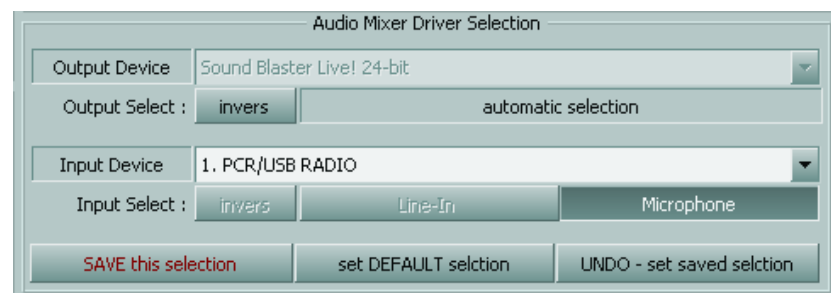 Audio Mixer Driver Selection
Output Device Sound Blaster Live! 24-bit
Output Select : invers automatic selection
Input Device 1. PCR/USB RADIO
Input Select : invers Line-In Microphone
SAVE this selection set DEFAULT selction UNDO - set saved selction